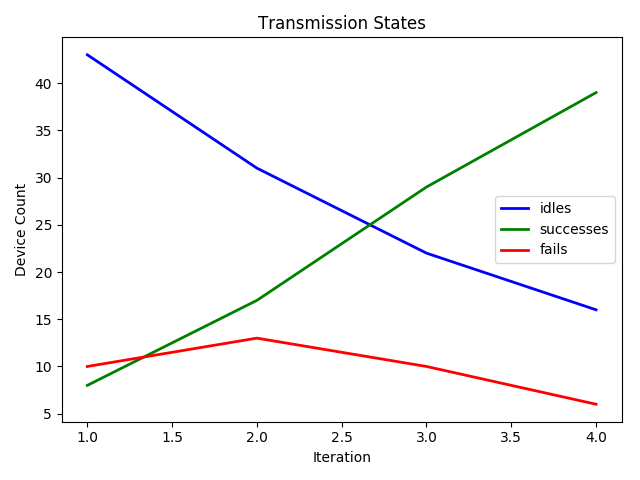 Transmission States
Device Count
40
35
30
25
20
15
10
5
idles
successes
fails
1.0 1.5 2.0 2.5 3.0 3.5 4.0
Iteration